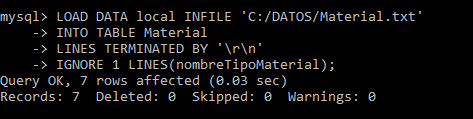 mysql> LOAD DATA local INFILE 'C:/DATOS/Material.txt'
    -> INTO TABLE Material
    -> LINES TERMINATED BY '\r\n'
    -> IGNORE 1 LINES(nombreTipoMaterial);
Query OK, 7 rows affected (0.03 sec)
Records: 7  Deleted: 0  Skipped: 0  Warnings: 0